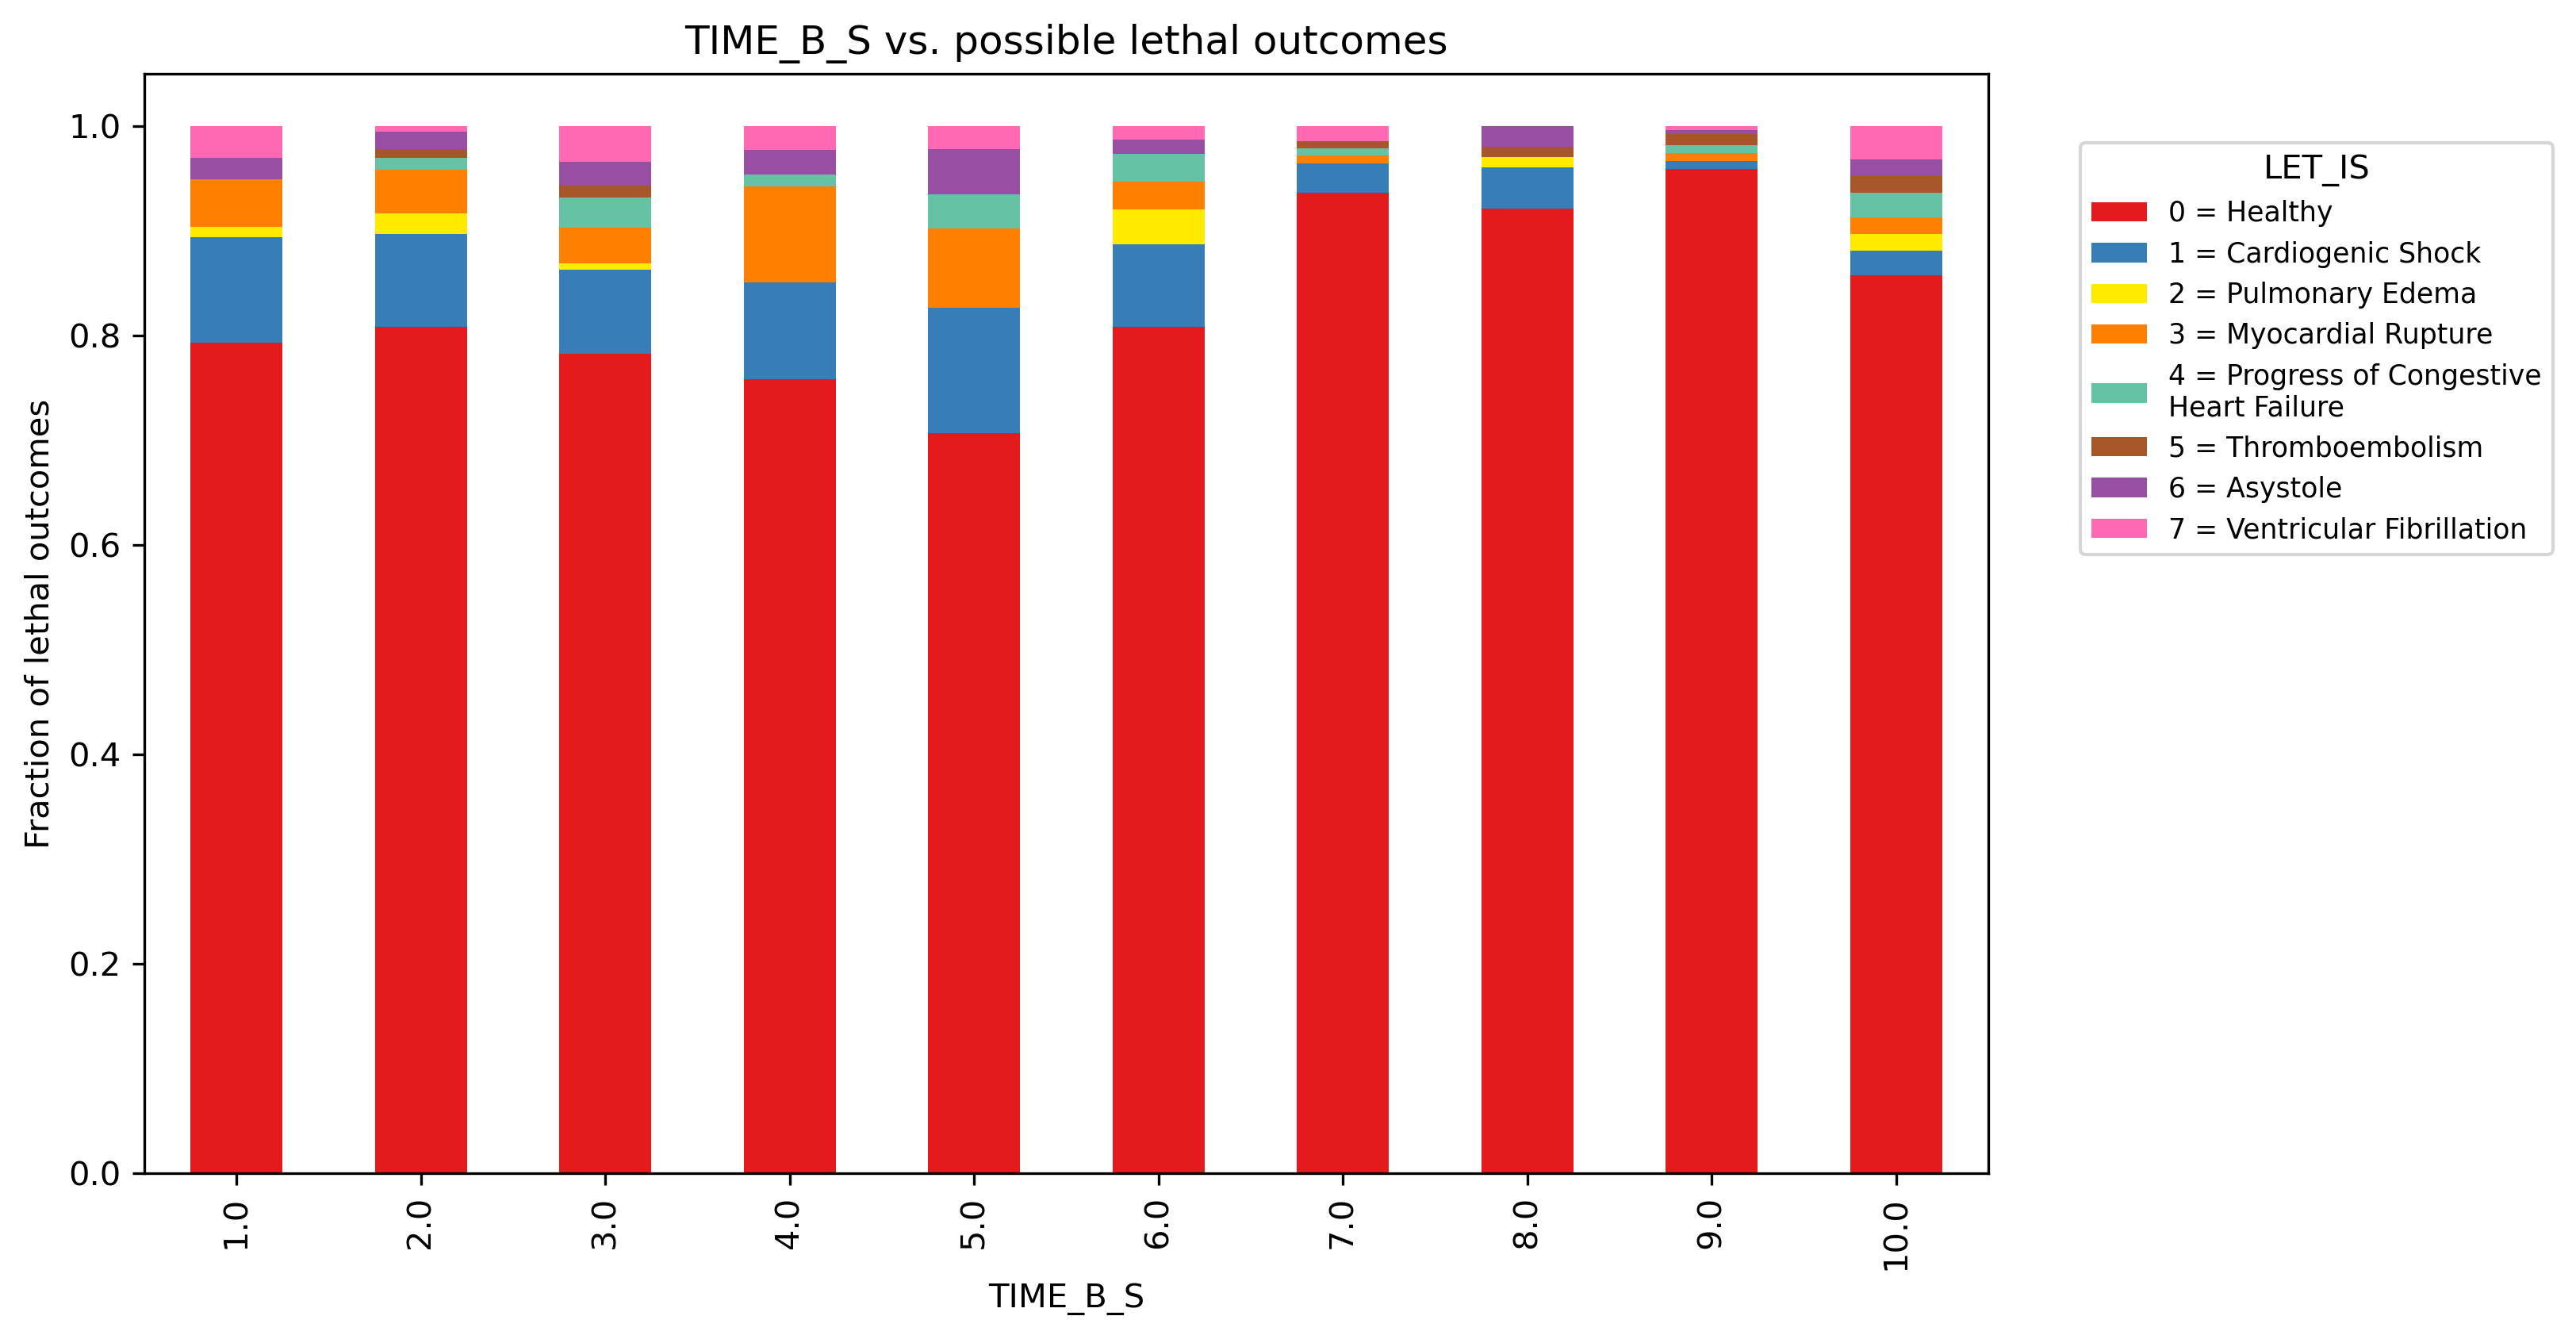 TIME_B_S vs. possible lethal outcomes
Fraction of lethal outcomes
1.0
0.8
0.6
0.4
0.2
0.0
1.0
2.0
3.0
4.0
5.0
6.0
7.0
8.0
9.0
10.0
TIME_B_S
LET_IS
0 = Healthy
1 = Cardiogenic Shock
2 = Pulmonary Edema
3 = Myocardial Rupture
4 = Progress of Congestive
Heart Failure
5 = Thromboembolism
6 = Asystole
7 = Ventricular Fibrillation